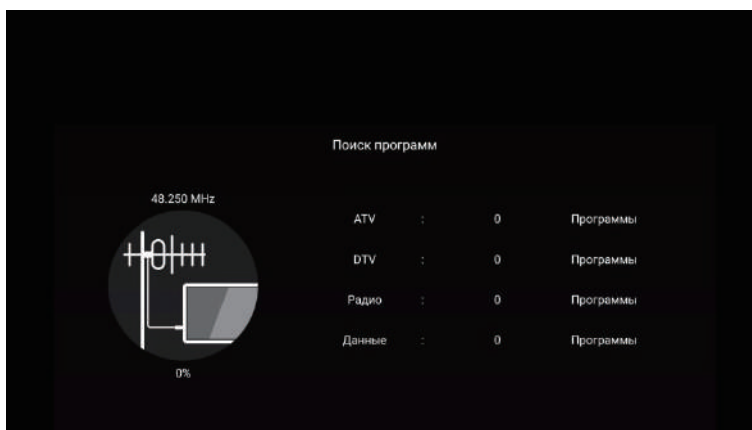 Поиск программ
48.250 MHz
ATV : 0 Программы
DTV : 0 Программы
Радио : 0 Программы
Данные : 0 Программы
0%